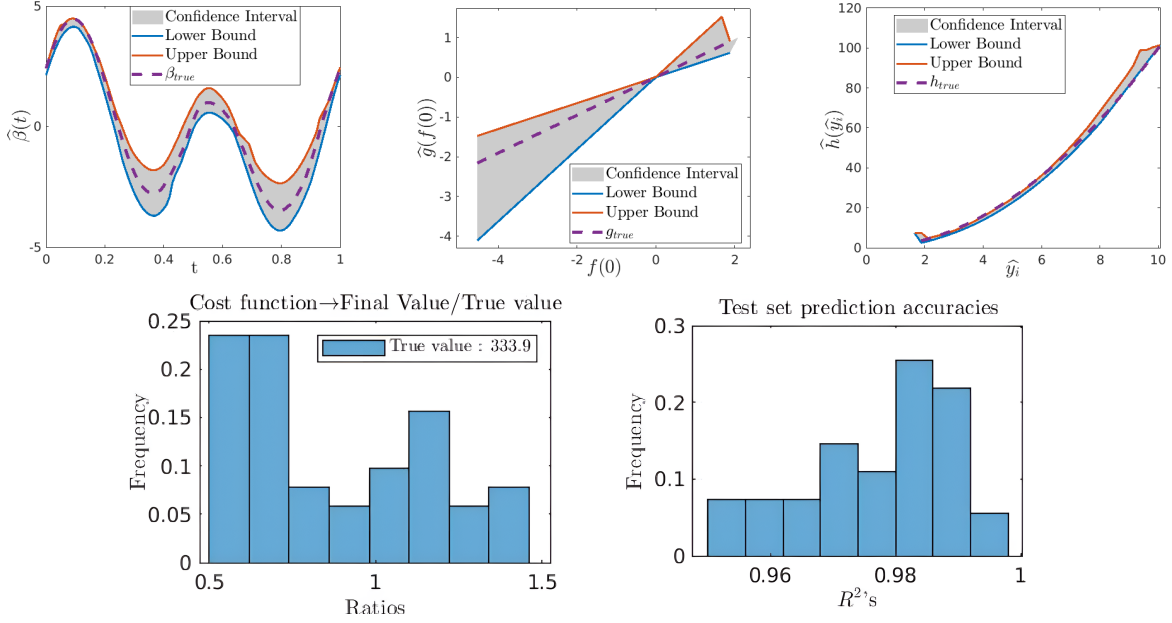 5
0
-5
0
0.2
0.4
0.6
0.8
1
t
β̂(t)
Confidence Interval
Lower Bound
Upper Bound
β_true
1
0
-1
-2
-3
-4
-4
-2
0
2
f(0)
ĝ(f(0))
Confidence Interval
Lower Bound
Upper Bound
g_true
120
100
80
60
40
20
0
0
2
4
6
8
10
ŷ_i
ĥ(ŷ_i)
Confidence Interval
Lower Bound
Upper Bound
h_true
Cost function→Final Value/True value
0.25
0.2
0.15
0.1
0.05
0
0.5
1
1.5
Ratios
Frequency
True value : 333.9
Test set prediction accuracies
0.3
0.2
0.1
0
0.96
0.98
1
R²'s
Frequency